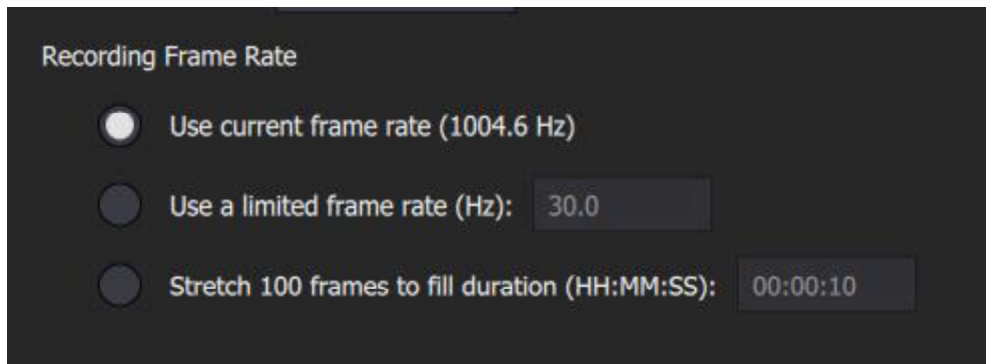 Recording Frame Rate
Use current frame rate (1004.6 Hz)
Use a limited frame rate (Hz): 30.0
Stretch 100 frames to fill duration (HH:MM:SS): 00:00:10